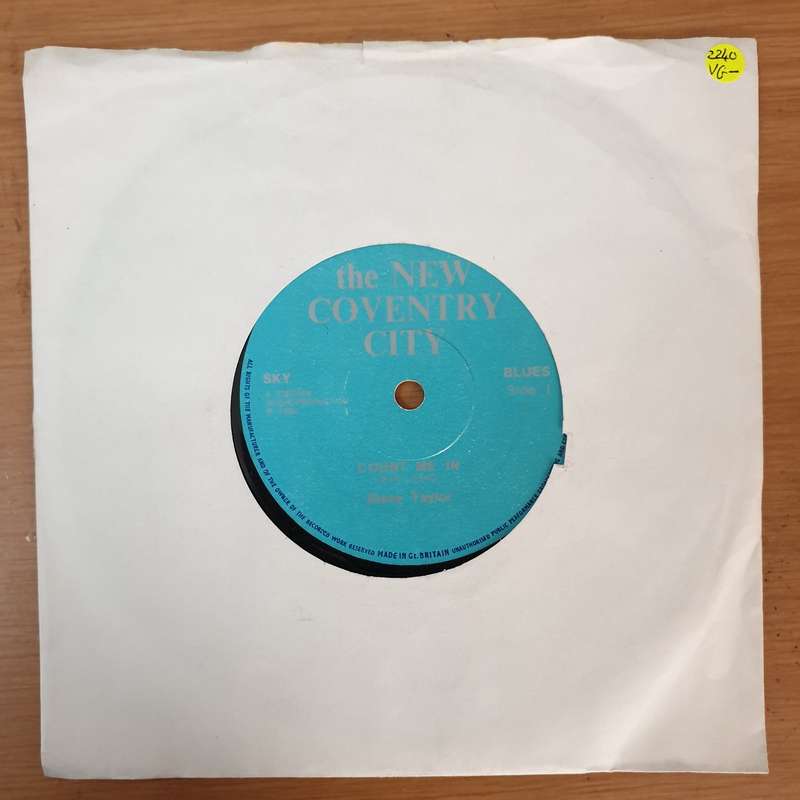 2240
VG-
the NEW
COVENTRY
CITY
SKY
BLUES
Side 1
COUNT ME IN
Taylor
ALL RIGHTS OF THE MANUFACTURER AND OF THE OWNER OF THE RECORDED WORK RESERVED MADE IN Gt. BRITAIN UNAUTHORISED PUBLIC PERFORMANCE